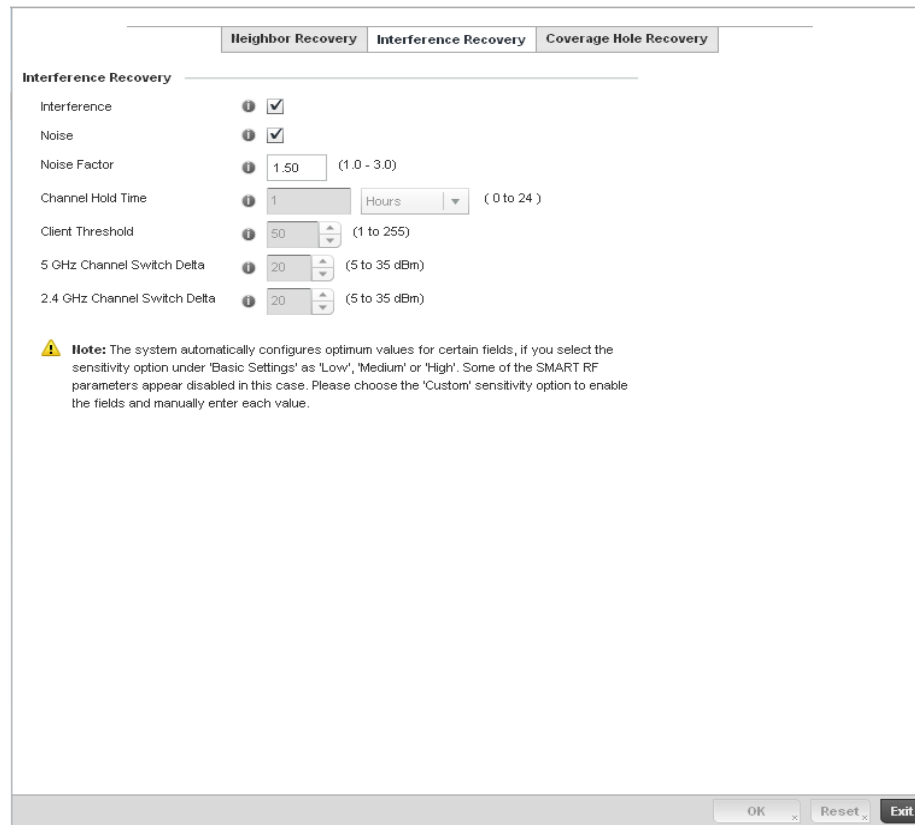 Neighbor Recovery Interference Recovery Coverage Hole Recovery
Interference Recovery
Interference
Noise
Noise Factor 1.50 (1.0 - 3.0)
Channel Hold Time 1 Hours ( 0 to 24 )
Client Threshold 50 (1 to 255)
5 GHz Channel Switch Delta 20 (5 to 35 dBm)
2.4 GHz Channel Switch Delta 20 (5 to 35 dBm)
Note: The system automatically configures optimum values for certain fields, if you select the
sensitivity option under 'Basic Settings' as 'Low', 'Medium' or 'High'. Some of the SMART RF
parameters appear disabled in this case. Please choose the 'Custom' sensitivity option to enable
the fields and manually enter each value.
OK Reset Exit